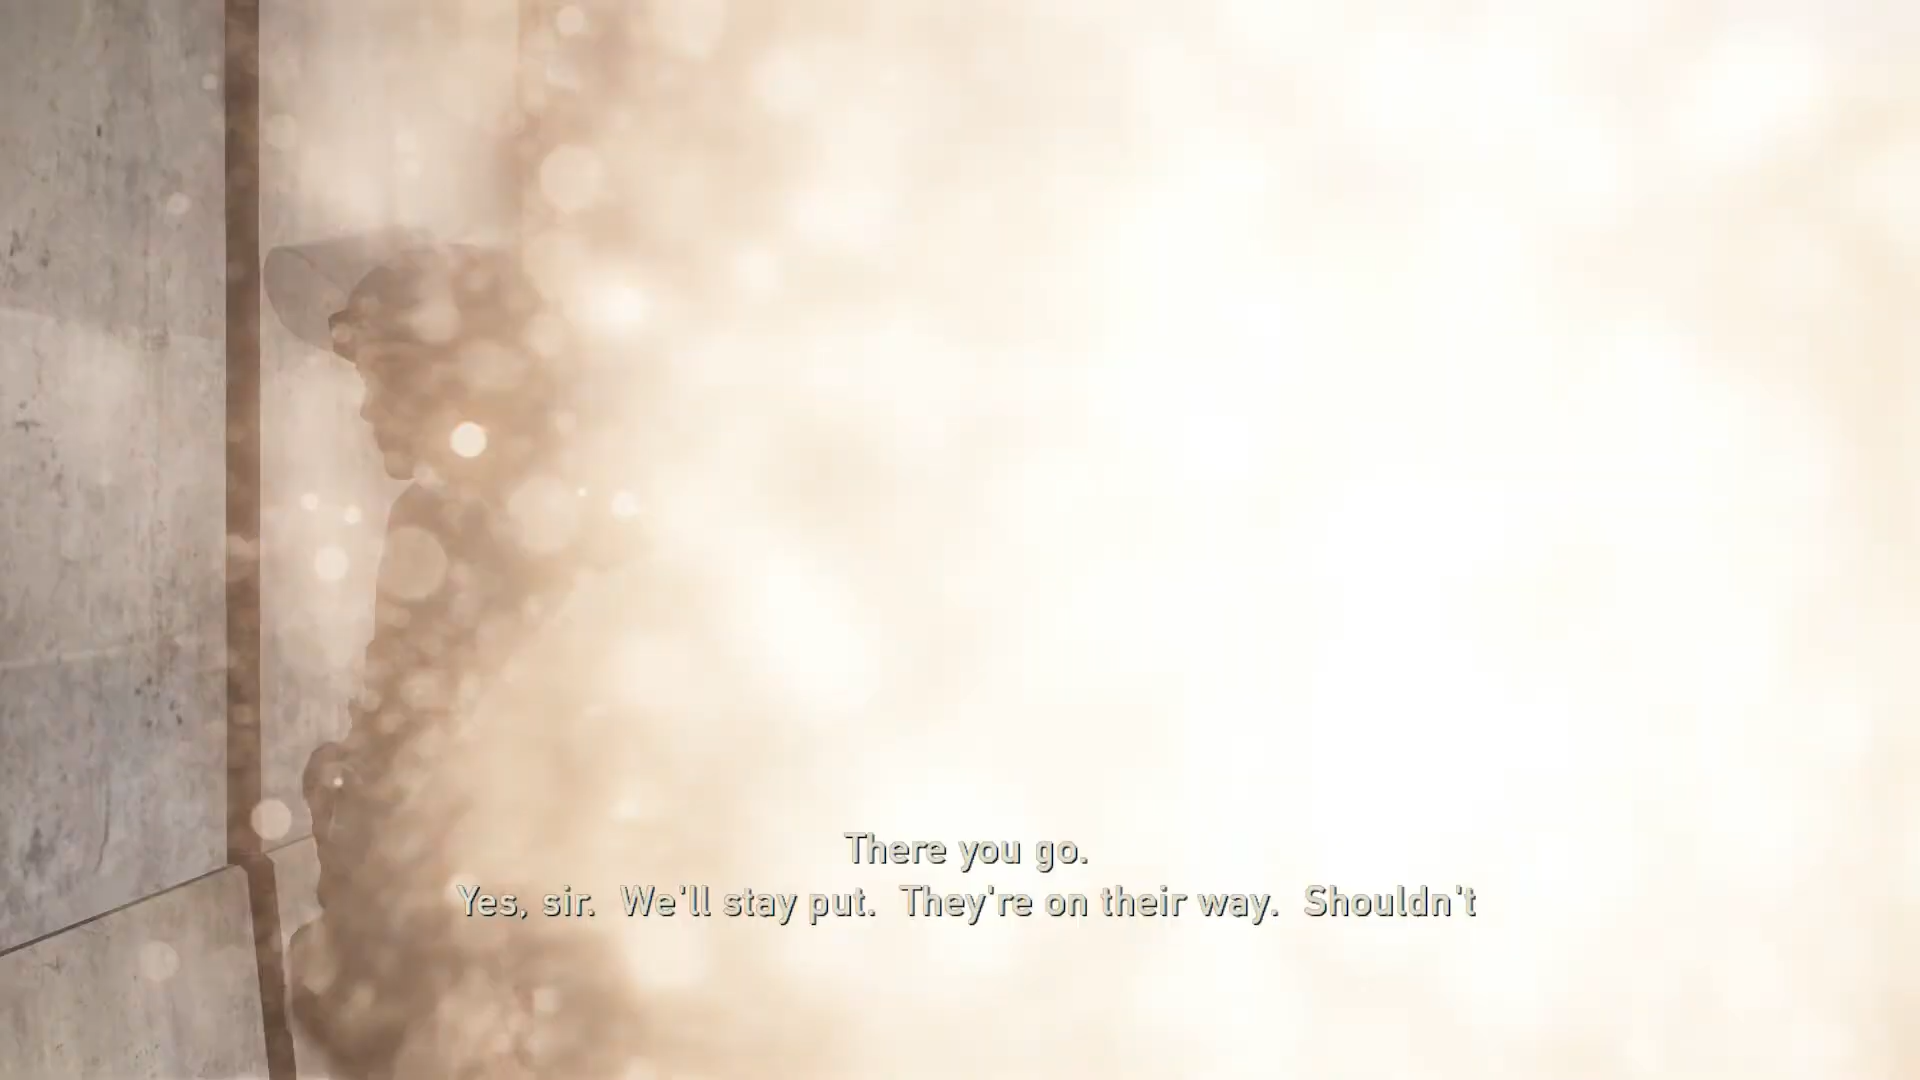 There you go.
Yes, sir.  We'll stay put.  They're on their way.  Shouldn't